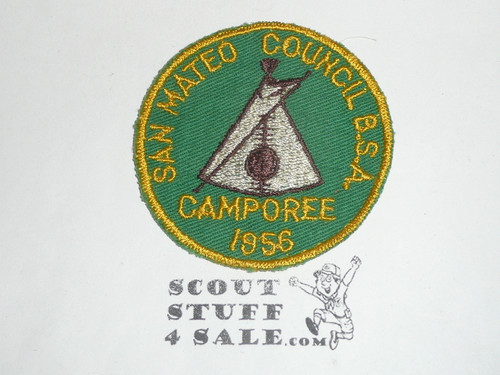 SAN MATEO COUNCIL B.S.A.
CAMPOREE
1956
SCOUT
STUFF
4 SALE.com